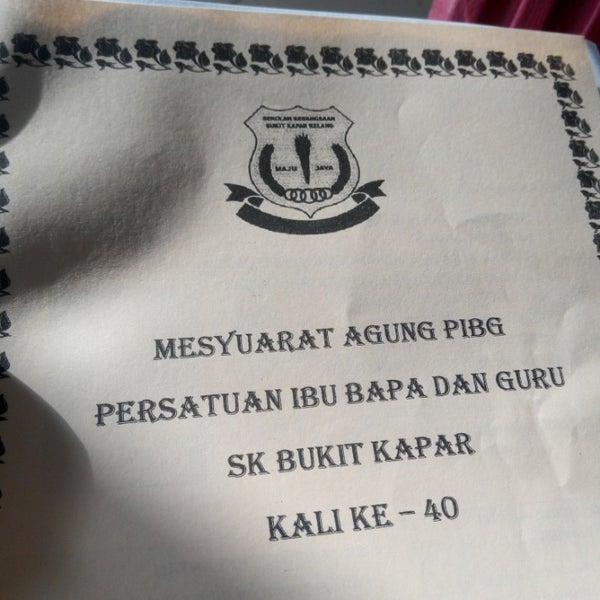 SEKOLAH KEBANGSAAN
BUKIT KAPAR KELANG
MAJU JAYA
MESYUARAT AGUNG PIBG
PERSATUAN IBU BAPA DAN GURU
SK BUKIT KAPAR
KALI KE – 40